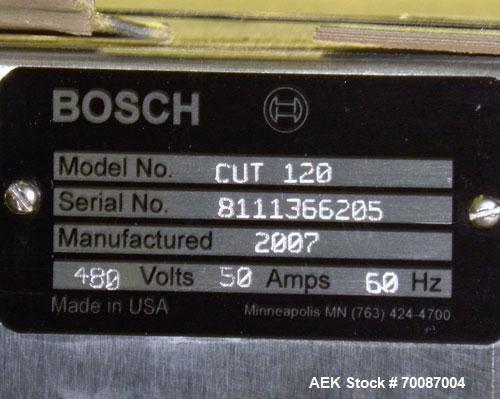 BOSCH
Model No. CUT 120
Serial No. 8111366205
Manufactured 2007
480 Volts 50 Amps 60 Hz
Made in USA Minneapolis MN (763) 424-4700
AEK Stock # 70087004